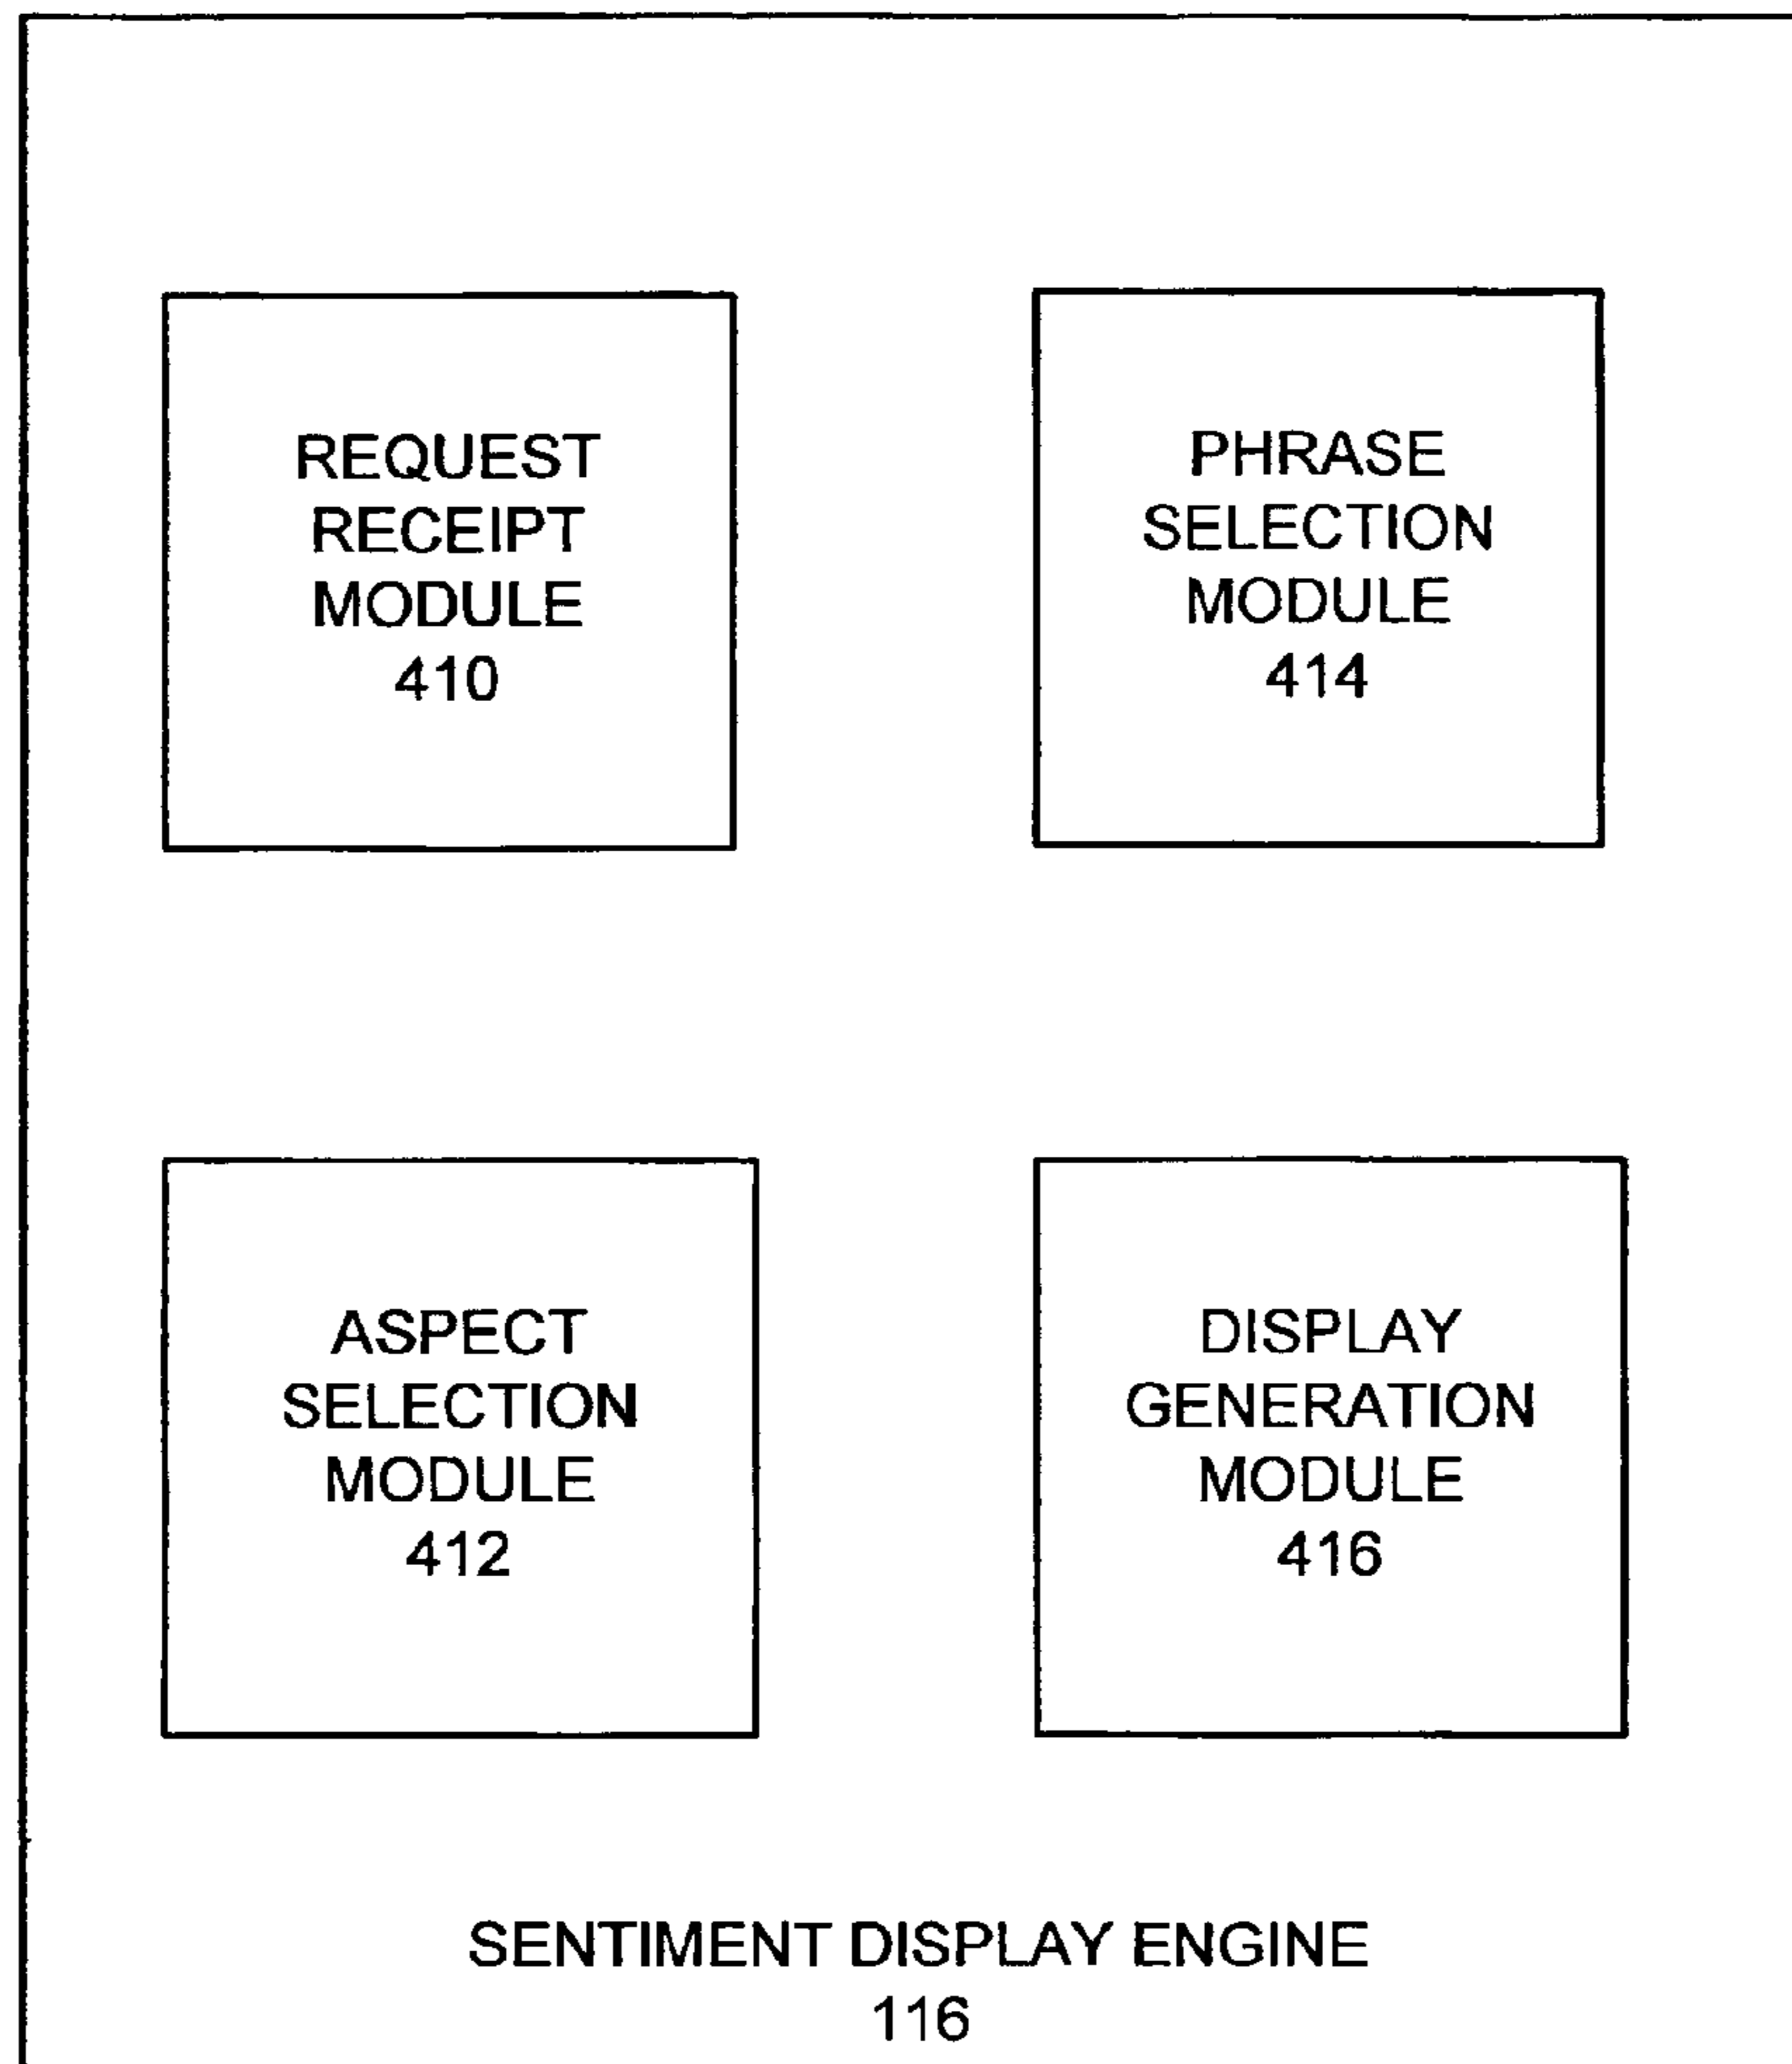 REQUEST
RECEIPT
MODULE
410
PHRASE
SELECTION
MODULE
414
ASPECT
SELECTION
MODULE
412
DISPLAY
GENERATION
MODULE
416
SENTIMENT DISPLAY ENGINE
116